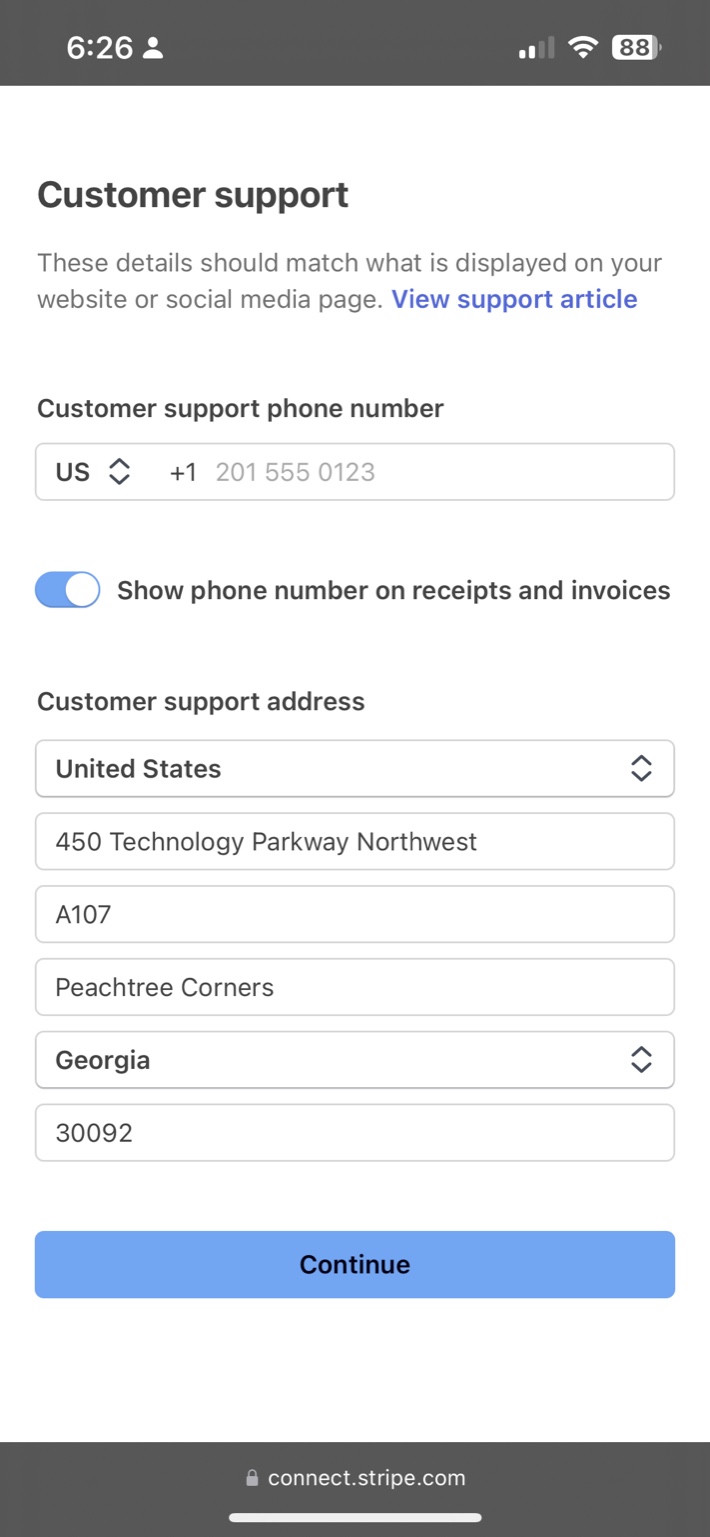 6:26
88
Customer support
These details should match what is displayed on your
website or social media page. View support article
Customer support phone number
US +1 201 555 0123
Show phone number on receipts and invoices
Customer support address
United States
450 Technology Parkway Northwest
A107
Peachtree Corners
Georgia
30092
Continue
connect.stripe.com